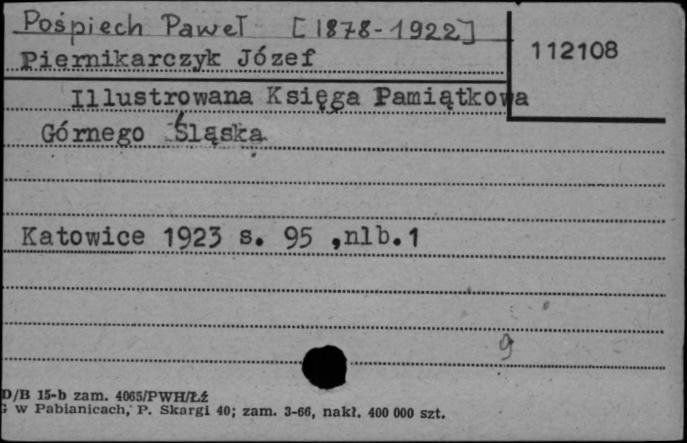 Pośpiech Paweł [1878-1922]
112108
Piernikarczyk Józef
Illustrowana Księga Pamiątkowa
Górnego Śląska
Katowice 1923 s. 95 ,nlb.1
9
D/B 15-b zam. 4065/PWH/Łź
w Pabianicach, P. Skargi 40; zam. 3-66, nakł. 400 000 szt.